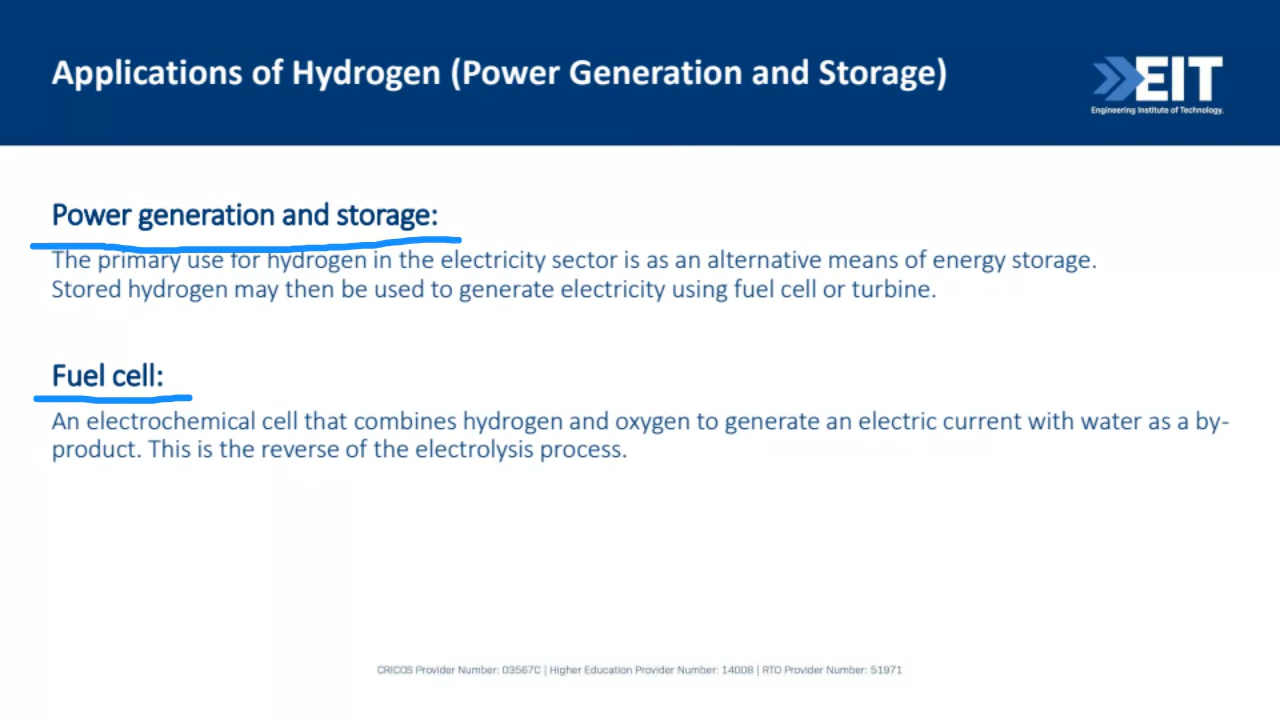 Applications of Hydrogen (Power Generation and Storage)
EIT
Engineering Institute of Technology.
Power generation and storage:
The primary use for hydrogen in the electricity sector is as an alternative means of energy storage.
Stored hydrogen may then be used to generate electricity using fuel cell or turbine.
Fuel cell:
An electrochemical cell that combines hydrogen and oxygen to generate an electric current with water as a by-
product. This is the reverse of the electrolysis process.
CRICOS Provider Number: 03567C | Higher Education Provider Number: 14008 | RTO Provider Number: 51971